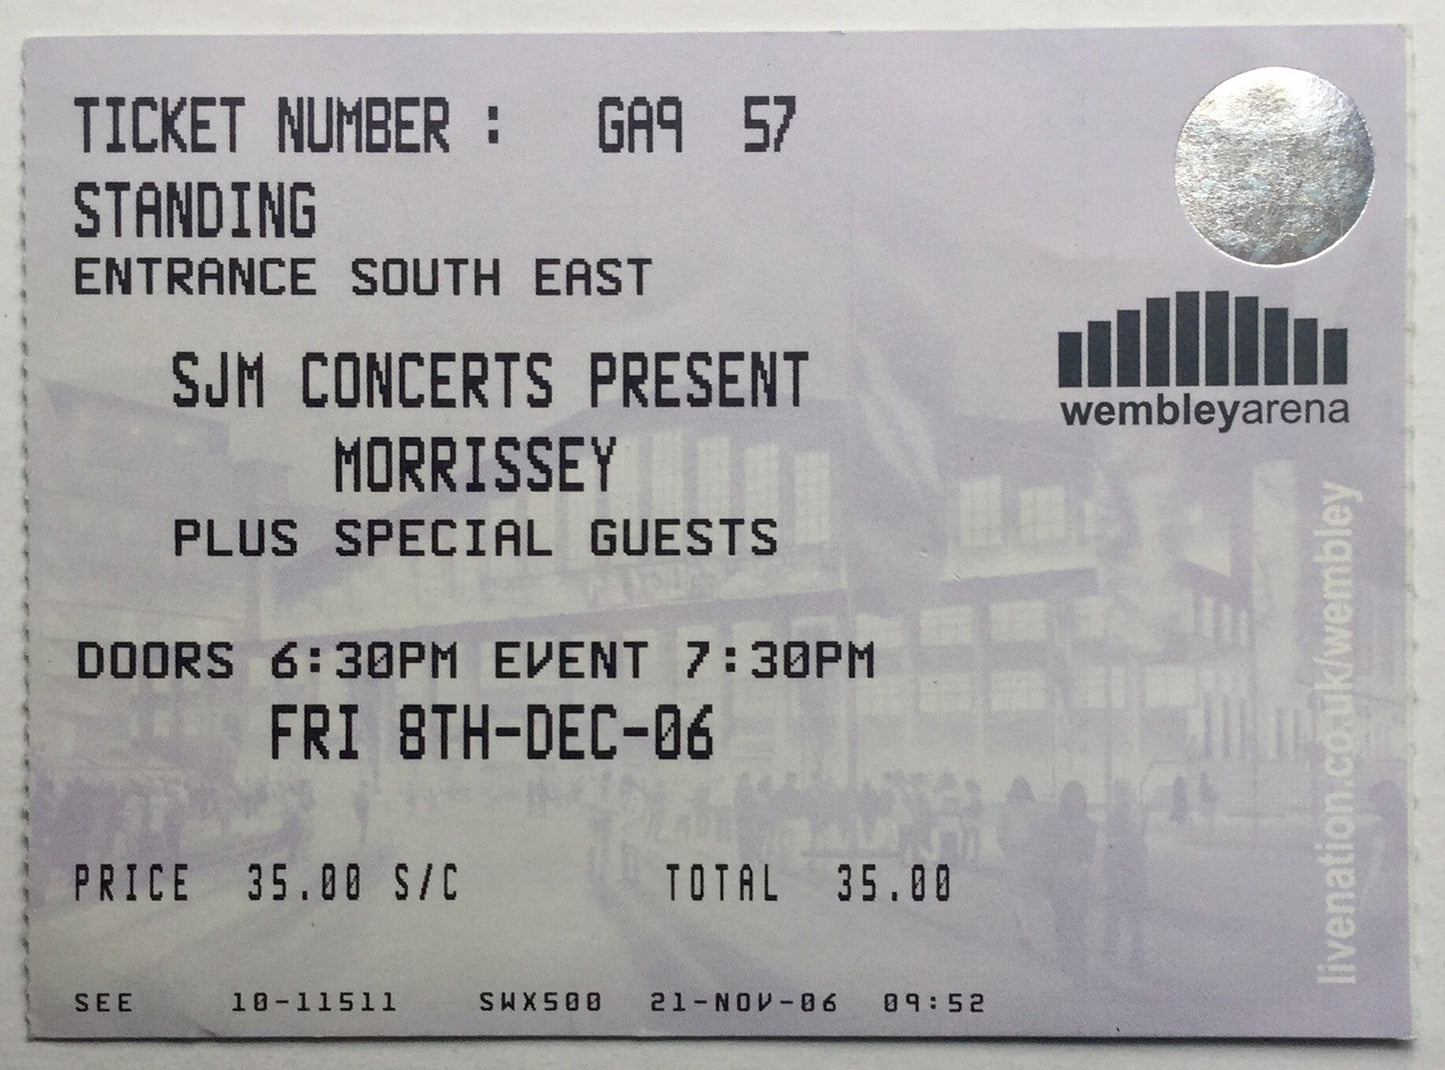 TICKET NUMBER : GA9 57
STANDING
ENTRANCE SOUTH EAST
SJM CONCERTS PRESENT
MORRISSEY
PLUS SPECIAL GUESTS
DOORS 6:30PM EVENT 7:30PM
FRI 8TH-DEC-06
PRICE 35.00 S/C TOTAL 35.00
SEE 10-11511 SWX500 21-NOV-06 09:52
wembleyarena
livenation.co.uk/wembley